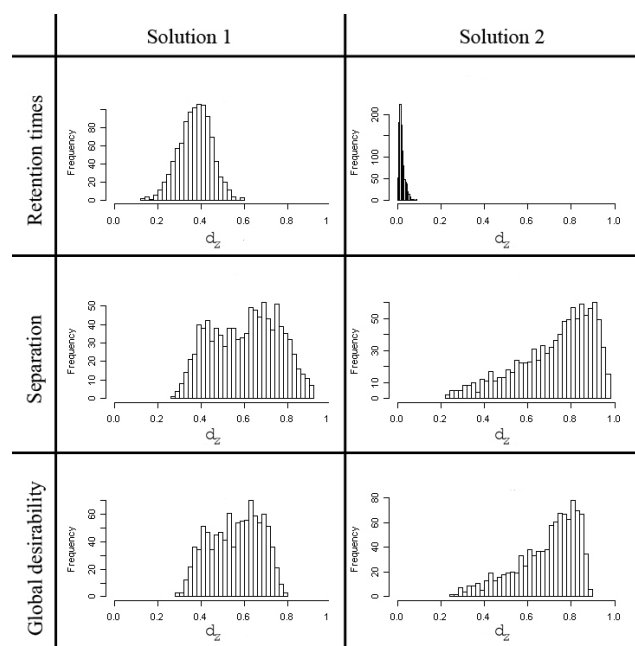 Solution 1
Solution 2
Retention times
Frequency
0 20 40 60 80
0.0 0.2 0.4 0.6 0.8 1
dz
Frequency
0 50 100 200
0.0 0.2 0.4 0.6 0.8 1.0
dz
Separation
Frequency
0 10 20 30 40 50
0.0 0.2 0.4 0.6 0.8 1
dz
Frequency
0 10 30 50
0.0 0.2 0.4 0.6 0.8 1.0
dz
Global desirability
Frequency
0 20 40 60
0.0 0.2 0.4 0.6 0.8 1
dz
Frequency
0 20 40 60 80
0.0 0.2 0.4 0.6 0.8 1.0
dz